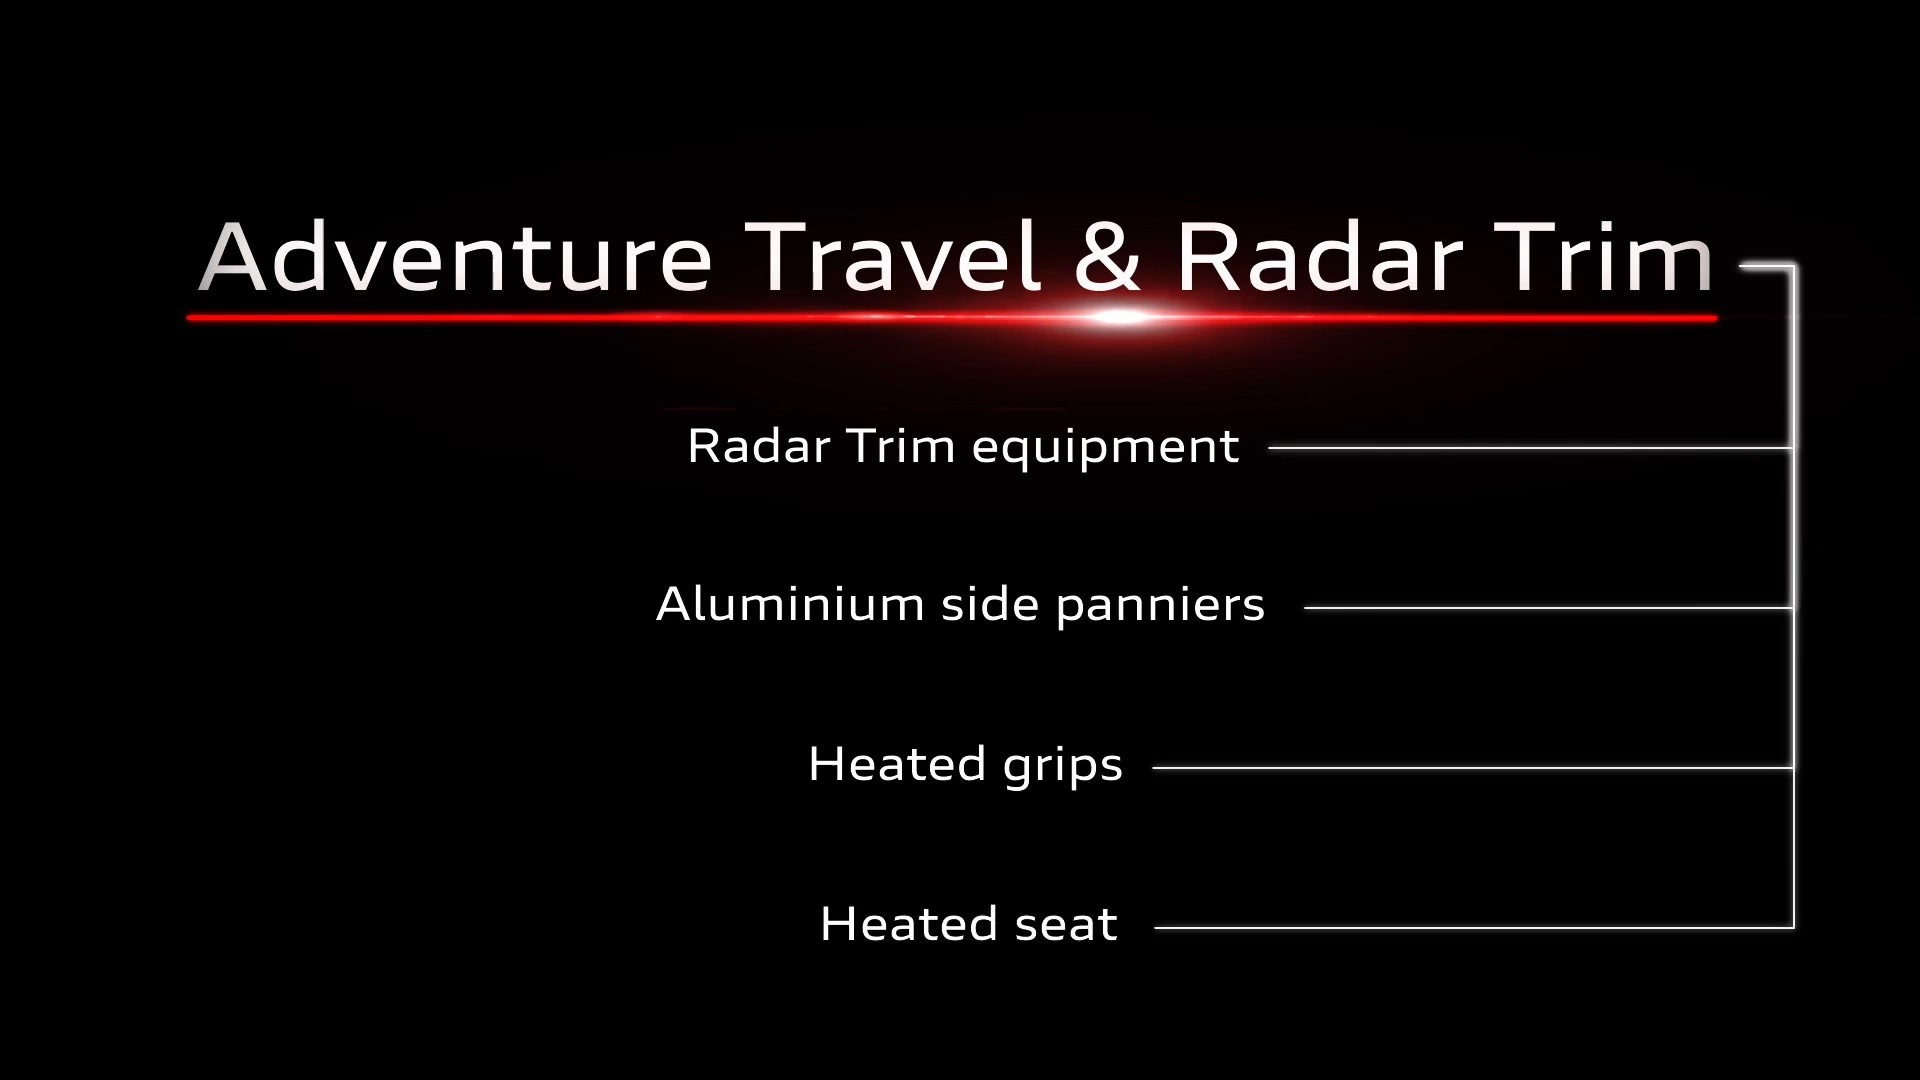 Adventure Travel & Radar Trim
Radar Trim equipment
Aluminium side panniers
Heated grips
Heated seat